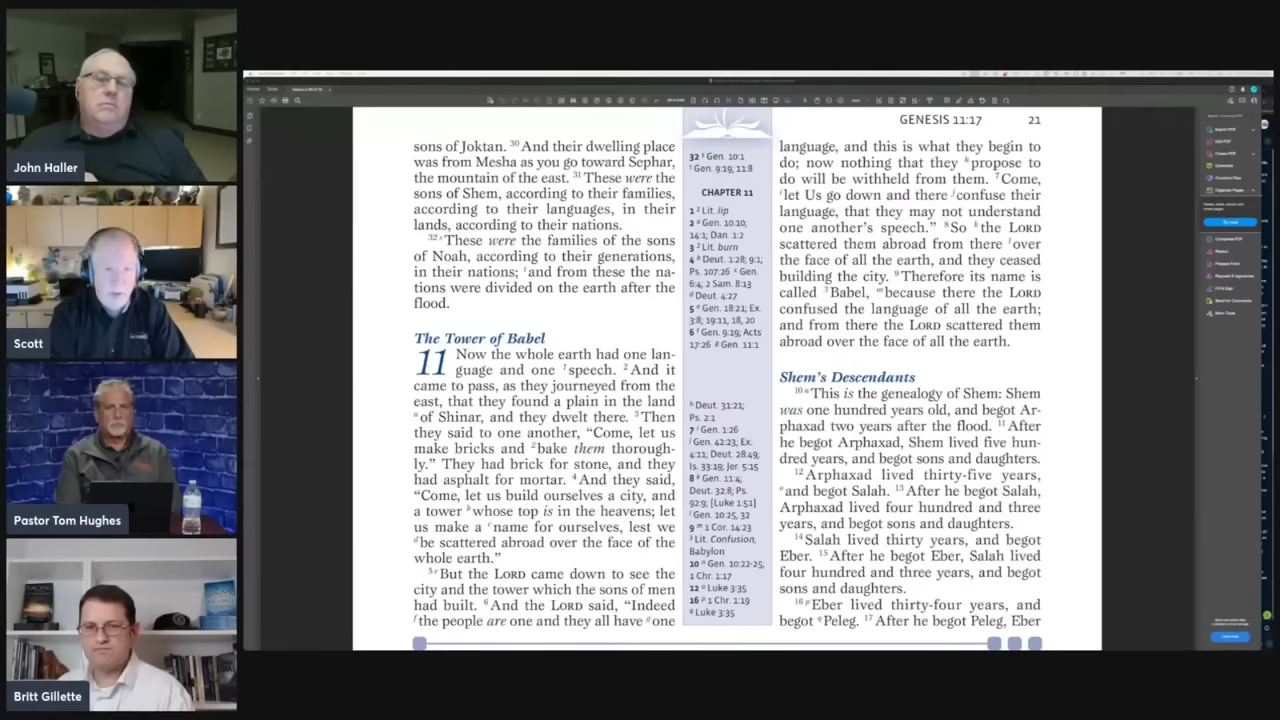 John Haller
Scott
Pastor Tom Hughes
Britt Gillette
GENESIS 11:17
21
sons of Joktan. 30 And their dwelling place
was from Mesha as you go toward Sephar,
the mountain of the east. 31 These were the
sons of Shem, according to their families,
according to their languages, in their
lands, according to their nations.
32 s These were the families of the sons
of Noah, according to their generations,
in their nations; t and from these the na-
tions were divided on the earth after the
flood.
The Tower of Babel
11 Now the whole earth had one lan-
guage and one 1 speech. 2 And it
came to pass, as they journeyed from the
east, that they found a plain in the land
a of Shinar, and they dwelt there. 3 Then
they said to one another, “Come, let us
make bricks and 2 bake them thorough-
ly.” They had brick for stone, and they
had asphalt for mortar. 4 And they said,
“Come, let us build ourselves a city, and
a tower b whose top is in the heavens; let
us make a c name for ourselves, lest we
d be scattered abroad over the face of the
whole earth.”
5 e But the LORD came down to see the
city and the tower which the sons of men
had built. 6 And the LORD said, “Indeed
f the people are one and they all have g one
32 s Gen. 10:1
t Gen. 9:19; 11:8
CHAPTER 11
1 1 Lit. lip
2 a Gen. 10:10;
14:1; Dan. 1:2
3 2 Lit. burn
4 b Deut. 1:28; 9:1;
Ps. 107:26 c Gen.
6:4; 2 Sam. 8:13
d Deut. 4:27
5 e Gen. 18:21; Ex.
3:8; 19:11, 18, 20
6 f Gen. 9:19; Acts
17:26 g Gen. 11:1
h Deut. 31:21;
Ps. 2:1
7 i Gen. 1:26
j Gen. 42:23; Ex.
4:11; Deut. 28:49;
Is. 33:19; Jer. 5:15
8 k Gen. 11:4;
Deut. 32:8; Ps.
92:9; [Luke 1:51]
l Gen. 10:25, 32
9 m 1 Cor. 14:23
3 Lit. Confusion,
Babylon
10 n Gen. 10:22-25;
1 Chr. 1:17
12 o Luke 3:35
16 p 1 Chr. 1:19
q Luke 3:35
language, and this is what they begin to
do; now nothing that they h propose to
do will be withheld from them. 7 Come,
i let Us go down and there j confuse their
language, that they may not understand
one another’s speech.” 8 So k the LORD
scattered them abroad from there l over
the face of all the earth, and they ceased
building the city. 9 Therefore its name is
called 3 Babel, m because there the LORD
confused the language of all the earth;
and from there the LORD scattered them
abroad over the face of all the earth.
Shem’s Descendants
10 n This is the genealogy of Shem: Shem
was one hundred years old, and begot Ar-
phaxad two years after the flood. 11 After
he begot Arphaxad, Shem lived five hun-
dred years, and begot sons and daughters.
12 Arphaxad lived thirty-five years,
o and begot Salah. 13 After he begot Salah,
Arphaxad lived four hundred and three
years, and begot sons and daughters.
14 Salah lived thirty years, and begot
Eber. 15 After he begot Eber, Salah lived
four hundred and three years, and begot
sons and daughters.
16 p Eber lived thirty-four years, and
begot q Peleg. 17 After he begot Peleg, Eber